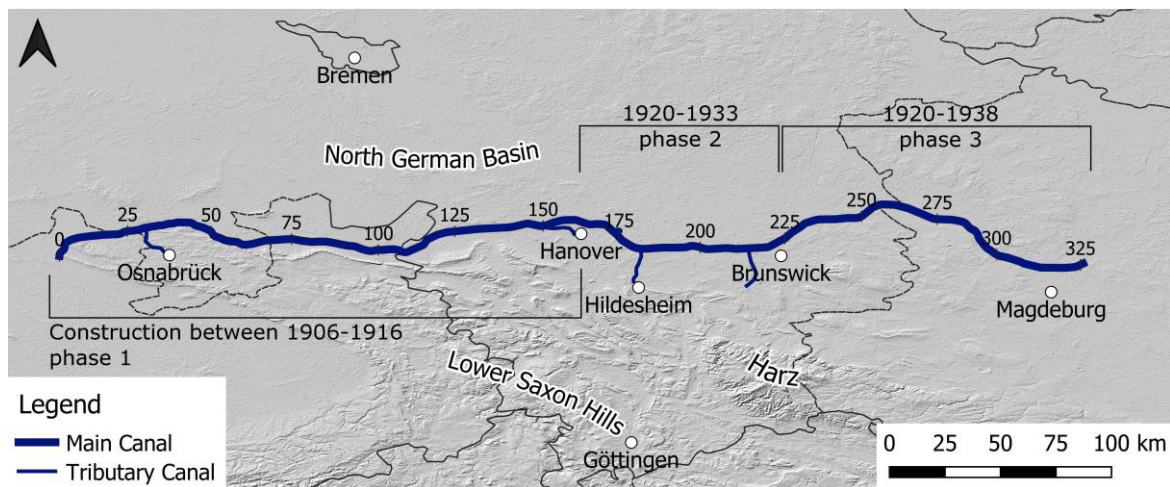 Bremen
1920-1933
phase 2
1920-1938
phase 3
North German Basin
0
25
50
75
100
125
150
175
200
225
250
275
300
325
Osnabrück
Hanover
Hildesheim
Brunswick
Magdeburg
Construction between 1906-1916
phase 1
Lower Saxon Hills
Harz
Göttingen
Legend
Main Canal
Tributary Canal
0 25 50 75 100 km